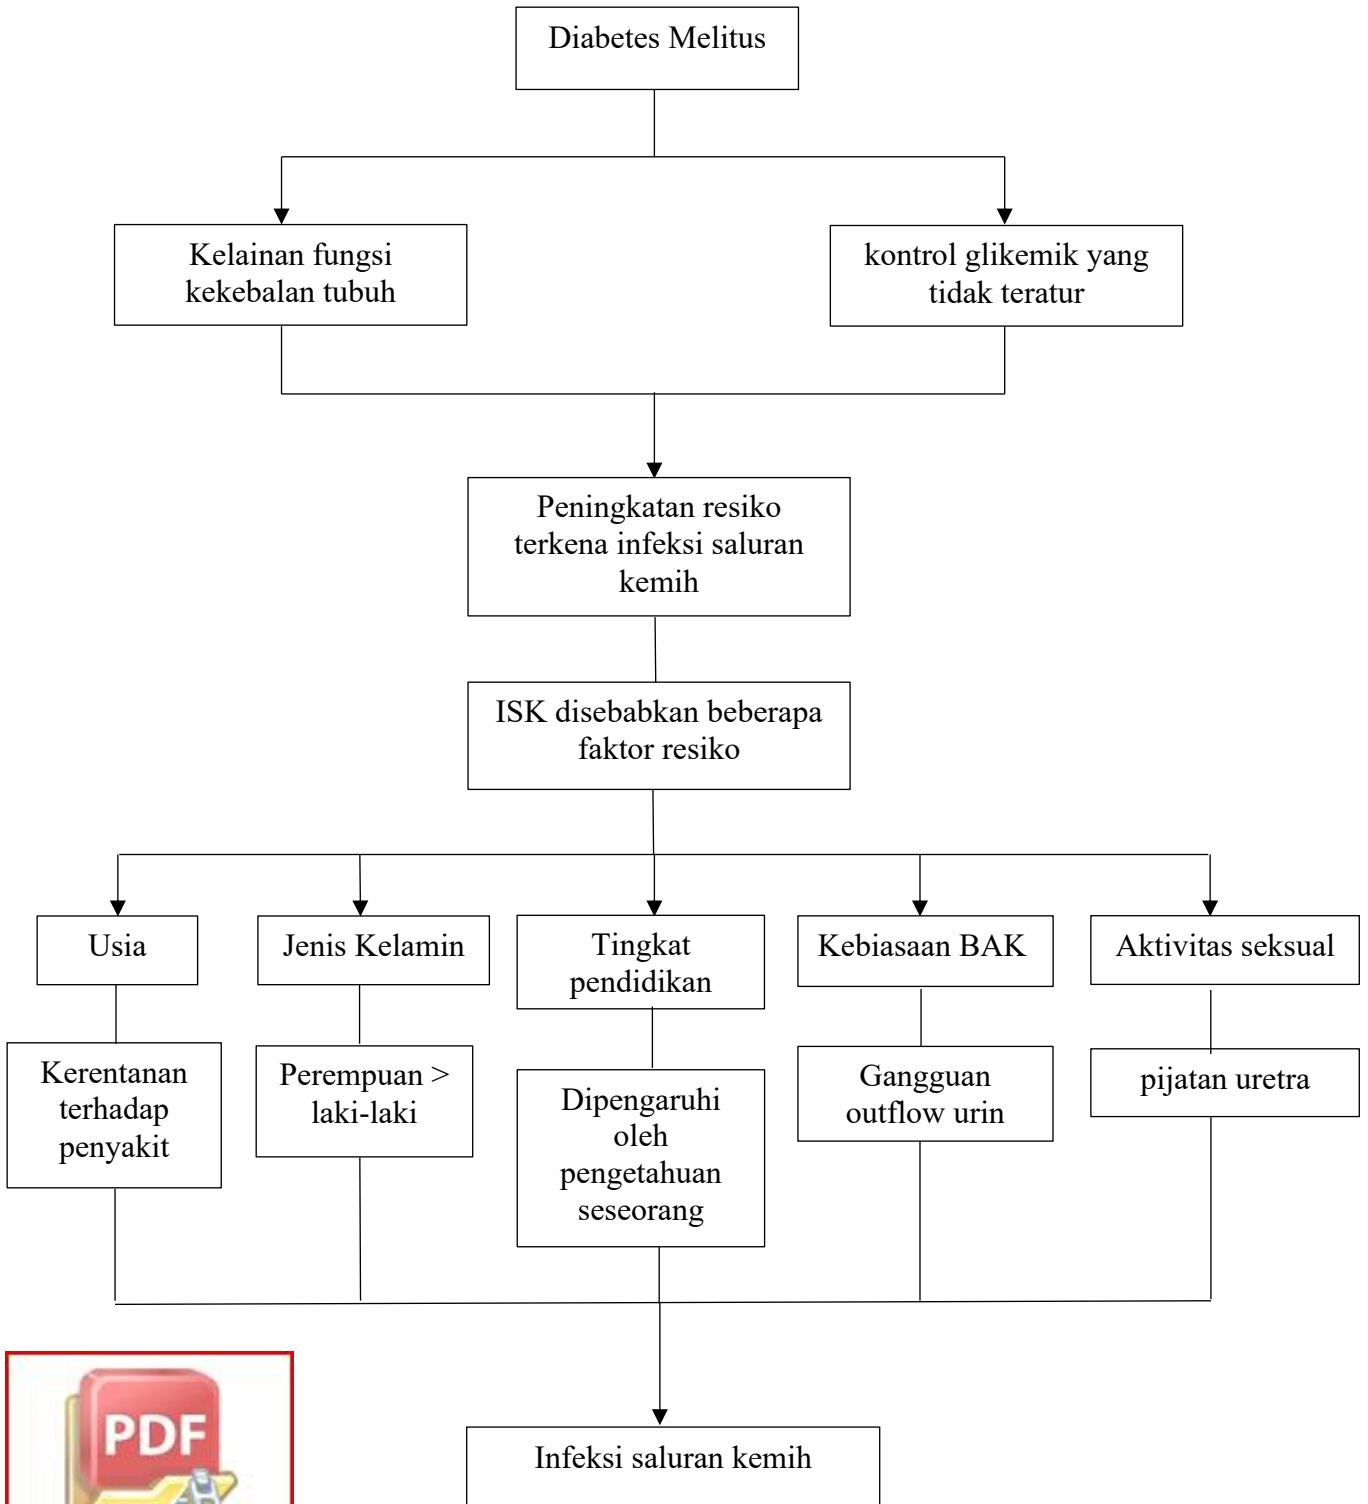 Diabetes Melitus
Kelainan fungsi
kekebalan tubuh
kontrol glikemik yang
tidak teratur
Peningkatan resiko
terkena infeksi saluran
kemih
ISK disebabkan beberapa
faktor resiko
Usia
Jenis Kelamin
Tingkat
pendidikan
Kebiasaan BAK
Aktivitas seksual
Kerentanan
terhadap
penyakit
Perempuan >
laki-laki
Dipengaruhi
oleh
pengetahuan
seseorang
Gangguan
outflow urin
pijatan uretra
Infeksi saluran kemih
PDF